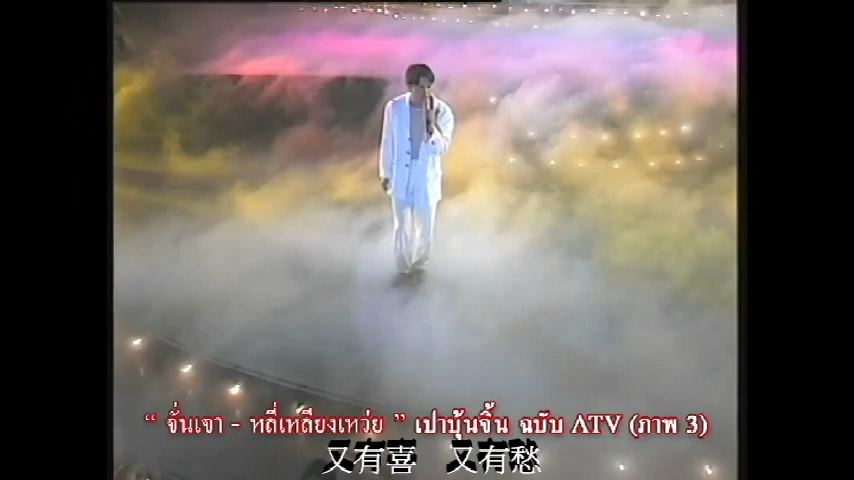 “ จั่นเจา - หลี่เหลียงเหว่ย ” เปาบุ้นจิ้น ฉบับ ATV (ภาพ 3)
又有喜 又有愁